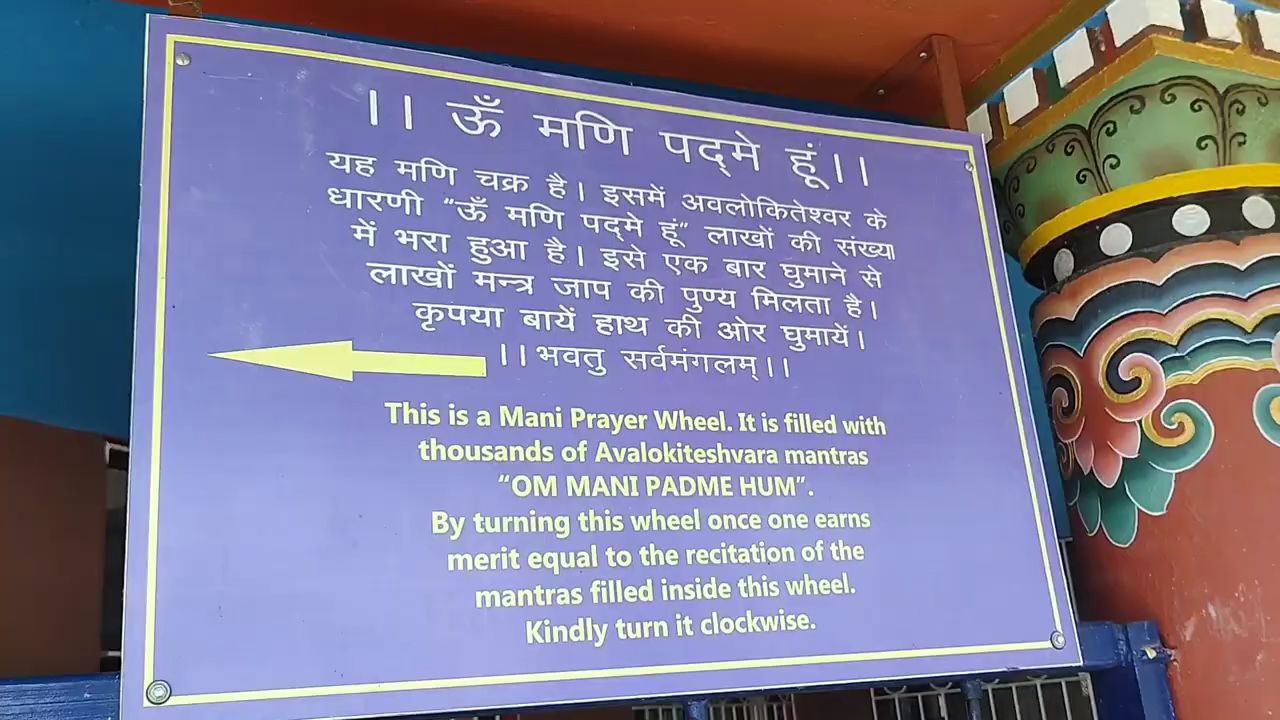 ।। ऊँ मणि पद्मे हूं।।
यह मणि चक्र है। इसमें अवलोकितेश्वर के
धारणी “ऊँ मणि पद्मे हूं” लाखों की संख्या
में भरा हुआ है। इसे एक बार घुमाने से
लाखों मन्त्र जाप की पुण्य मिलता है।
कृपया बायें हाथ की ओर घुमायें।
।। भवतु सर्वमंगलम्।।
This is a Mani Prayer Wheel. It is filled with
thousands of Avalokiteshvara mantras
“OM MANI PADME HUM”.
By turning this wheel once one earns
merit equal to the recitation of the
mantras filled inside this wheel.
Kindly turn it clockwise.